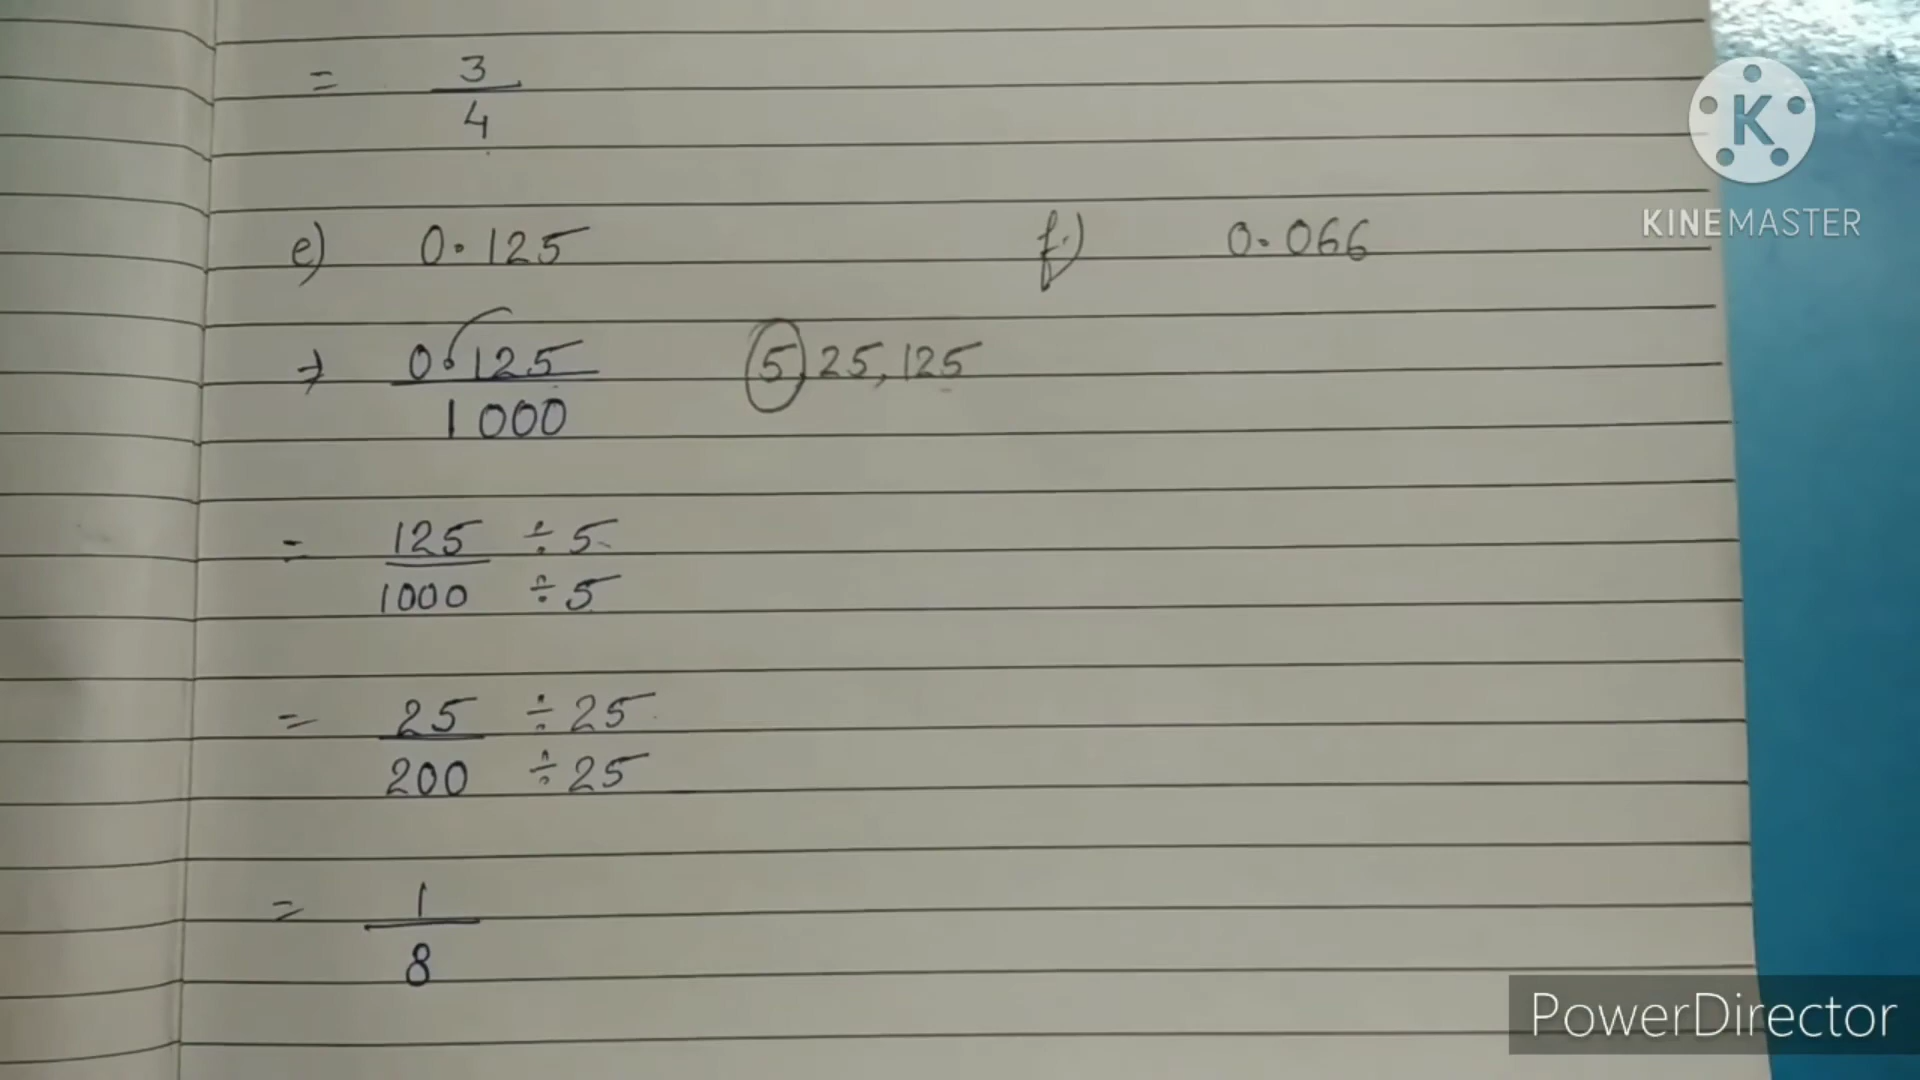 = 3/4
e) 0.125
f.) 0.066
⇒ 0.125/1000
5, 25, 125
= 125 ÷ 5
1000 ÷ 5
= 25 ÷ 25
200 ÷ 25
= 1/8
K
KINEMASTER
PowerDirector